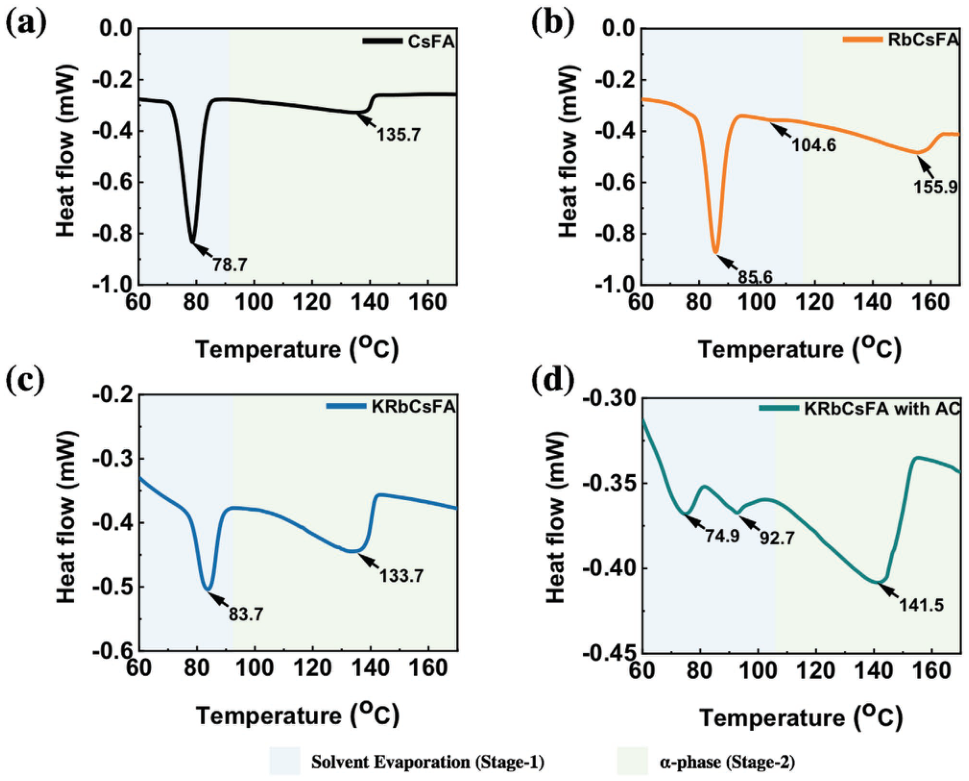 (a)
CsFA
0.0
-0.2
-0.4
-0.6
-0.8
-1.0
Heat flow (mW)
135.7
78.7
60 80 100 120 140 160
Temperature (°C)
(b)
RbCsFA
0.0
-0.2
-0.4
-0.6
-0.8
-1.0
Heat flow (mW)
104.6
155.9
85.6
60 80 100 120 140 160
Temperature (°C)
(c)
KRbCsFA
-0.2
-0.3
-0.4
-0.5
-0.6
Heat flow (mW)
133.7
83.7
60 80 100 120 140 160
Temperature (°C)
(d)
KRbCsFA with AC
-0.30
-0.35
-0.40
-0.45
Heat flow (mW)
74.9 92.7
141.5
60 80 100 120 140 160
Temperature (°C)
Solvent Evaporation (Stage-1) α-phase (Stage-2)